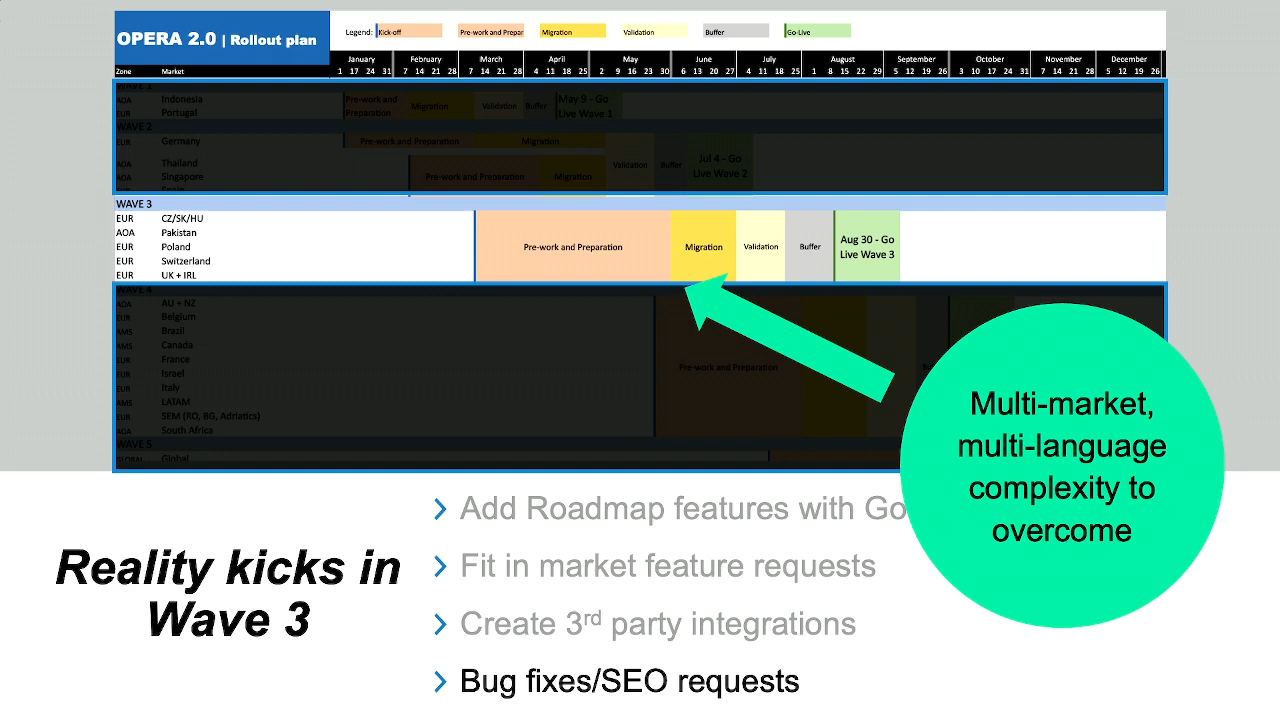 OPERA 2.0 | Rollout plan
Legend: Kick-off Pre-work and Prepar Migration Validation Buffer Go-Live
January February March April May June July August September October November December
Zone Market 1 17 24 31 7 14 21 28 7 14 21 28 4 11 18 25 2 9 16 23 30 6 13 20 27 4 11 18 25 1 8 15 22 29 5 12 19 26 3 10 17 24 31 7 14 21 28 5 12 19 26
WAVE 1
AOA Indonesia Pre-work and Preparation Migration Validation Buffer May 9 - Go Live Wave 1
EUR Portugal
WAVE 2
EUR Germany Pre-work and Preparation Migration
AOA Thailand Validation Buffer Jul 4 - Go Live Wave 2
AOA Singapore Pre-work and Preparation Migration
Spain
WAVE 3
EUR CZ/SK/HU
AOA Pakistan
EUR Poland Pre-work and Preparation Migration Validation Buffer Aug 30 - Go Live Wave 3
EUR Switzerland
EUR UK + IRL
WAVE 4
AOA AU + NZ
EUR Belgium
AMS Brazil
AMS Canada
EUR France Pre-work and Preparation
EUR Israel
EUR Italy
AMS LATAM
EUR SEM (RO, BG, Adriatics)
AOA South Africa
WAVE 5
GLOBAL Global
Multi-market,
multi-language
complexity to
overcome
Reality kicks in
Wave 3
› Add Roadmap features with Go
› Fit in market feature requests
› Create 3rd party integrations
› Bug fixes/SEO requests